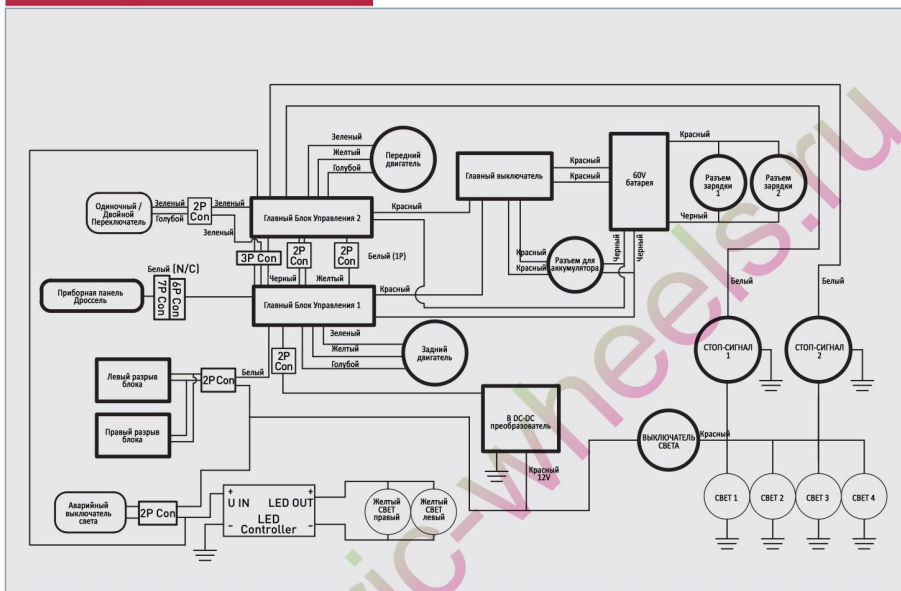 Зеленый
Желтый
Голубой
Передний
двигатель
Главный выключатель
Красный
Красный
60V
батарея
Красный
Разъем
зарядки
1
Разъем
зарядки
2
Черный
Одиночный /
Двойной
Переключатель
Зеленый
Голубой
2P
Con
Зеленый
Зеленый
Главный Блок Управления 2
Красный
3P Con
2P
Con
2P
Con
Белый (1P)
Черный
Желтый
Красный
Красный
Разъем для
аккумулятора
Черный
Черный
Белый
Белый
Белый (N/C)
Приборная панель
Дроссель
7P Con
6P Con
Главный Блок Управления 1
Красный
Зеленый
Желтый
Голубой
Задний
двигатель
2P
Con
СТОП-СИГНАЛ
1
СТОП-СИГНАЛ
2
Левый разрыв
блока
2P Con
Белый
Правый разрыв
блока
В DC-DC
преобразователь
Красный
12V
ВЫКЛЮЧАТЕЛЬ
СВЕТА
Красный
Аварийный
выключатель
света
2P Con
+
U IN
LED OUT
+
-
LED
Controller
-
Желтый
СВЕТ
правый
Желтый
СВЕТ
левый
СВЕТ 1
СВЕТ 2
СВЕТ 3
СВЕТ 4
ric-wheels.ru